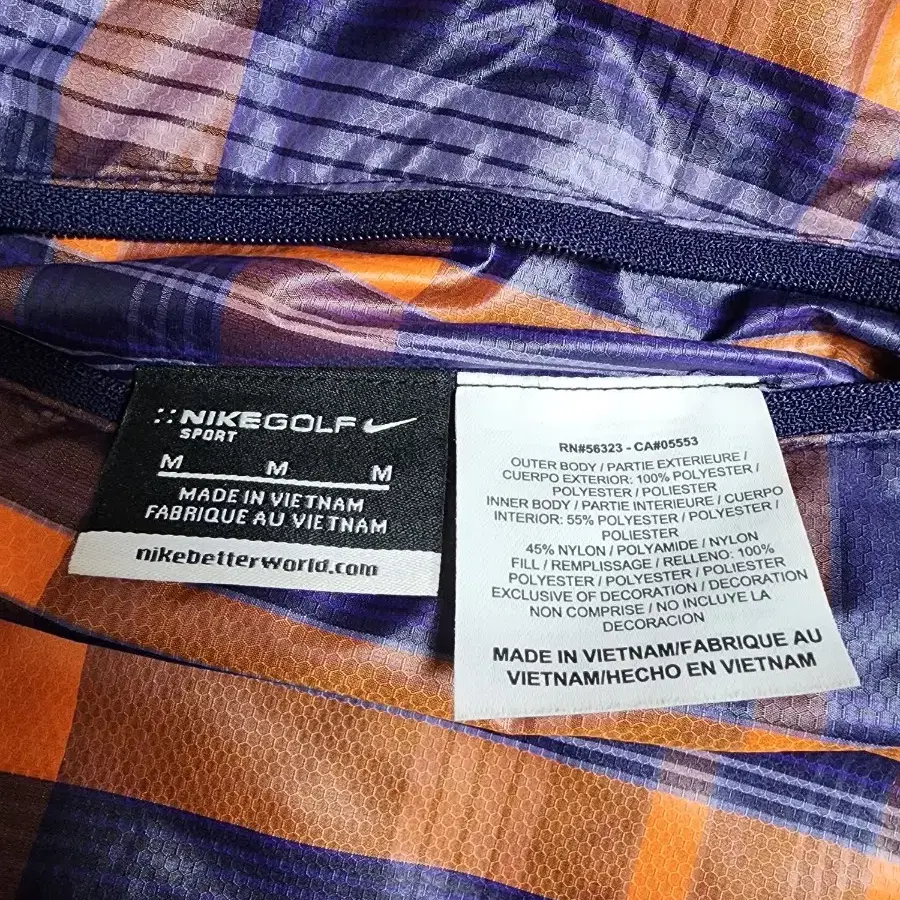 NIKEGOLF
SPORT
M M M
MADE IN VIETNAM
FABRIQUE AU VIETNAM
nikebetterworld.com
RN#56323 - CA#05553
OUTER BODY / PARTIE EXTERIEURE /
CUERPO EXTERIOR: 100% POLYESTER /
POLYESTER / POLIESTER
INNER BODY / PARTIE INTERIEURE / CUERPO
INTERIOR: 55% POLYESTER / POLYESTER /
POLIESTER
45% NYLON / POLYAMIDE / NYLON
FILL / REMPLISSAGE / RELLENO: 100%
POLYESTER / POLYESTER / POLIESTER
EXCLUSIVE OF DECORATION / DECORATION
NON COMPRISE / NO INCLUYE LA
DECORACION
MADE IN VIETNAM/FABRIQUE AU
VIETNAM/HECHO EN VIETNAM